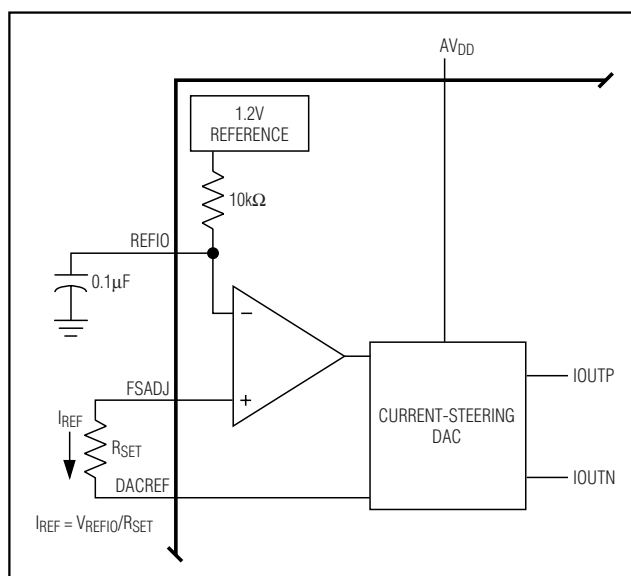 AVDD
1.2V
REFERENCE
10kΩ
REFIO
0.1µF
−
FSADJ
+
IREF
RSET
CURRENT-STEERING
DAC
IOUTP
IOUTN
DACREF
IREF = VREFIO/RSET